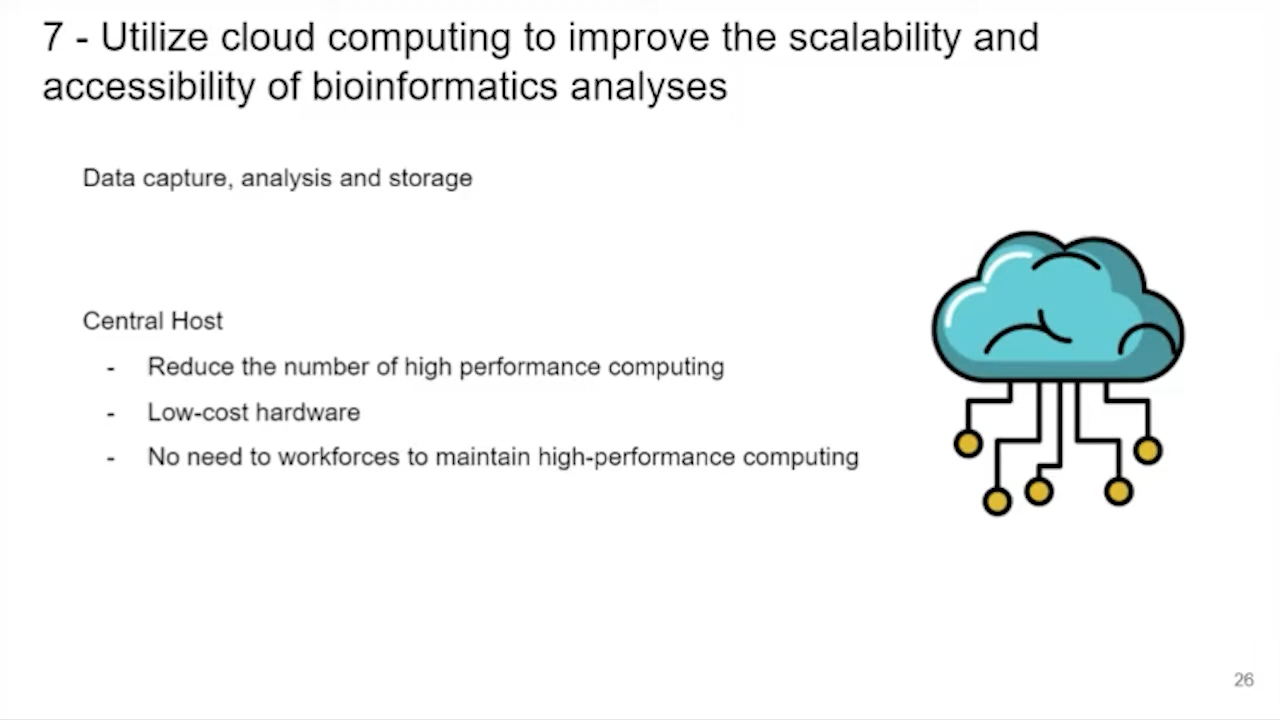 7 - Utilize cloud computing to improve the scalability and
accessibility of bioinformatics analyses
Data capture, analysis and storage
Central Host
- Reduce the number of high performance computing
- Low-cost hardware
- No need to workforces to maintain high-performance computing
26